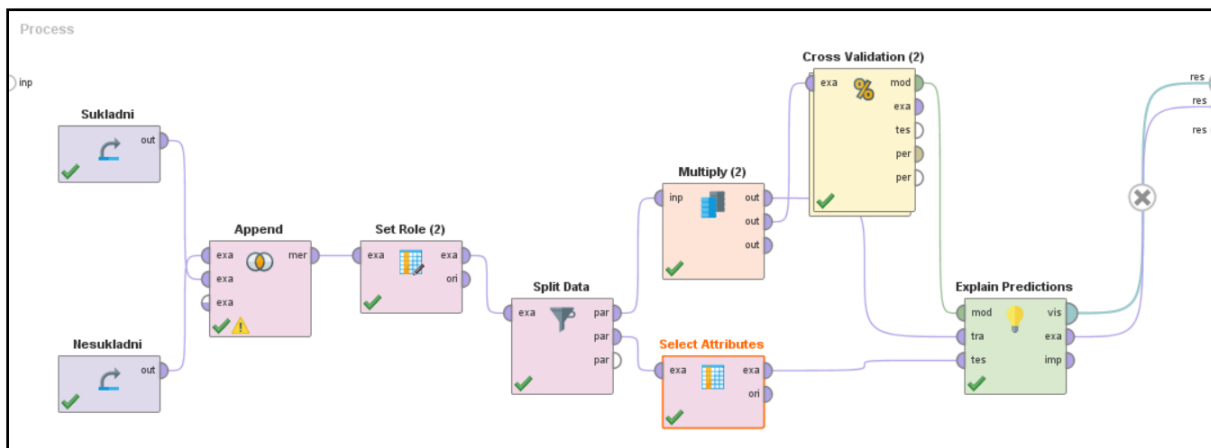 Process
inp
Sukladni
out
Nesukladni
out
Append
exa
exa
exa
mer
Set Role (2)
exa
exa
ori
Split Data
exa
par
par
par
Multiply (2)
inp
out
out
out
Select Attributes
exa
exa
ori
Cross Validation (2)
exa
%
mod
exa
tes
per
per
Explain Predictions
mod
tra
tes
vis
exa
imp
res
res
res